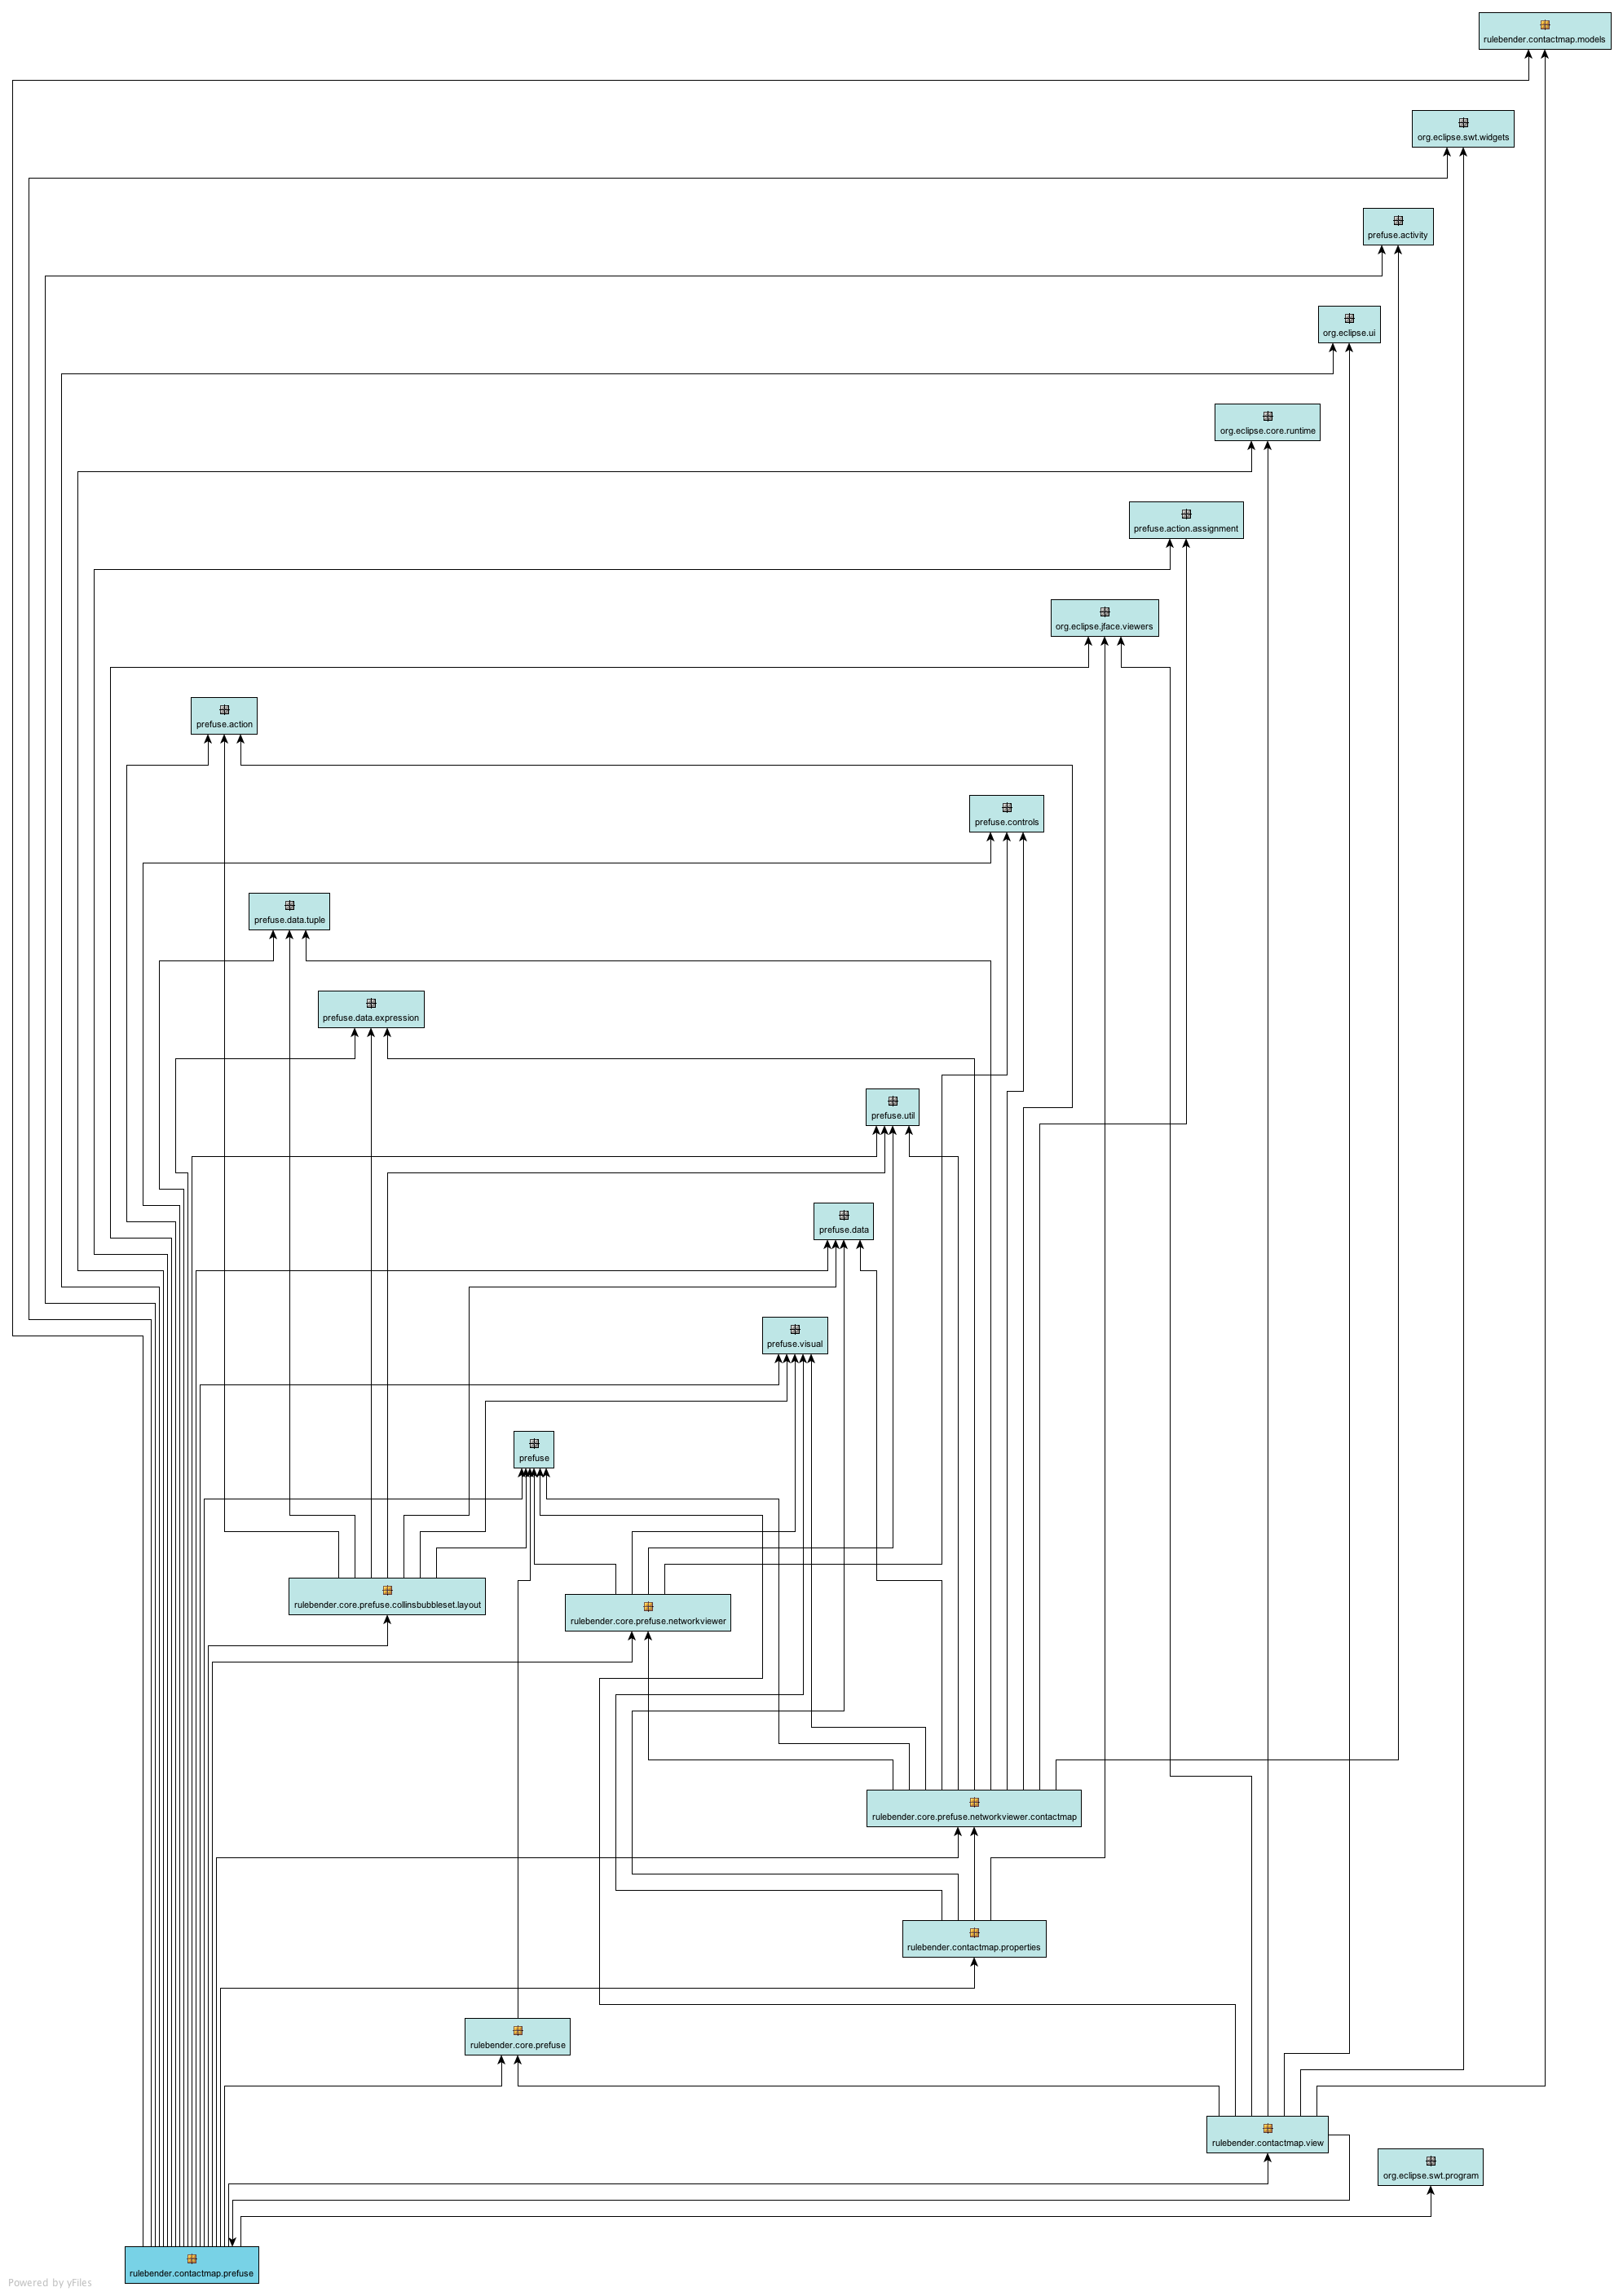 rulebender.contactmap.models
org.eclipse.swt.widgets
prefuse.activity
org.eclipse.ui
org.eclipse.core.runtime
prefuse.action.assignment
org.eclipse.jface.viewers
prefuse.action
prefuse.controls
prefuse.data.tuple
prefuse.data.expression
prefuse.util
prefuse.data
prefuse.visual
prefuse
rulebender.core.prefuse.collinsbubbleset.layout
rulebender.core.prefuse.networkviewer
rulebender.core.prefuse.networkviewer.contactmap
rulebender.contactmap.properties
rulebender.core.prefuse
rulebender.contactmap.view
org.eclipse.swt.program
rulebender.contactmap.prefuse
Powered by yFiles